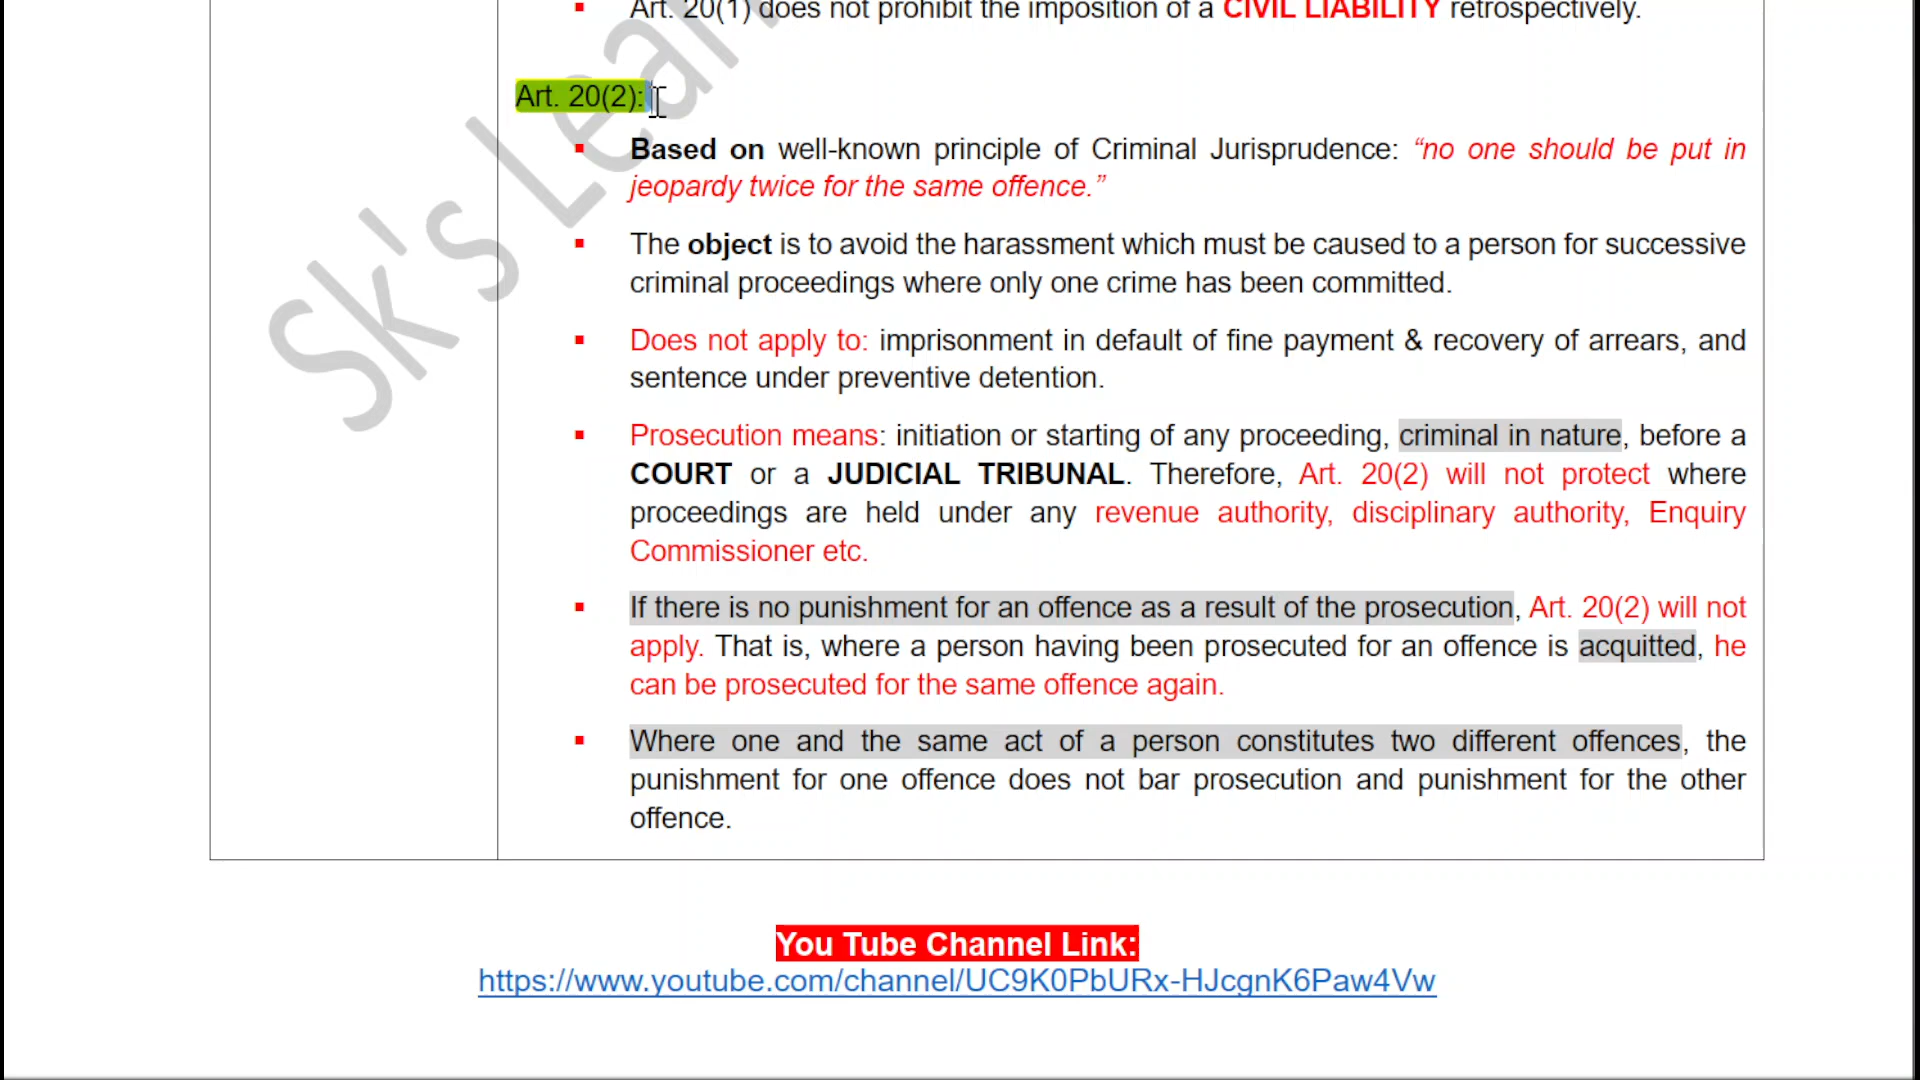 Art. 20(1) does not prohibit the imposition of a CIVIL LIABILITY retrospectively.
Art. 20(2):
Based on well-known principle of Criminal Jurisprudence: “no one should be put in
jeopardy twice for the same offence.”
The object is to avoid the harassment which must be caused to a person for successive
criminal proceedings where only one crime has been committed.
Does not apply to: imprisonment in default of fine payment & recovery of arrears, and
sentence under preventive detention.
Prosecution means: initiation or starting of any proceeding, criminal in nature, before a
COURT or a JUDICIAL TRIBUNAL. Therefore, Art. 20(2) will not protect where
proceedings are held under any revenue authority, disciplinary authority, Enquiry
Commissioner etc.
If there is no punishment for an offence as a result of the prosecution, Art. 20(2) will not
apply. That is, where a person having been prosecuted for an offence is acquitted, he
can be prosecuted for the same offence again.
Where one and the same act of a person constitutes two different offences, the
punishment for one offence does not bar prosecution and punishment for the other
offence.
Sk's
You Tube Channel Link:
https://www.youtube.com/channel/UC9K0PbURx-HJcgnK6Paw4Vw